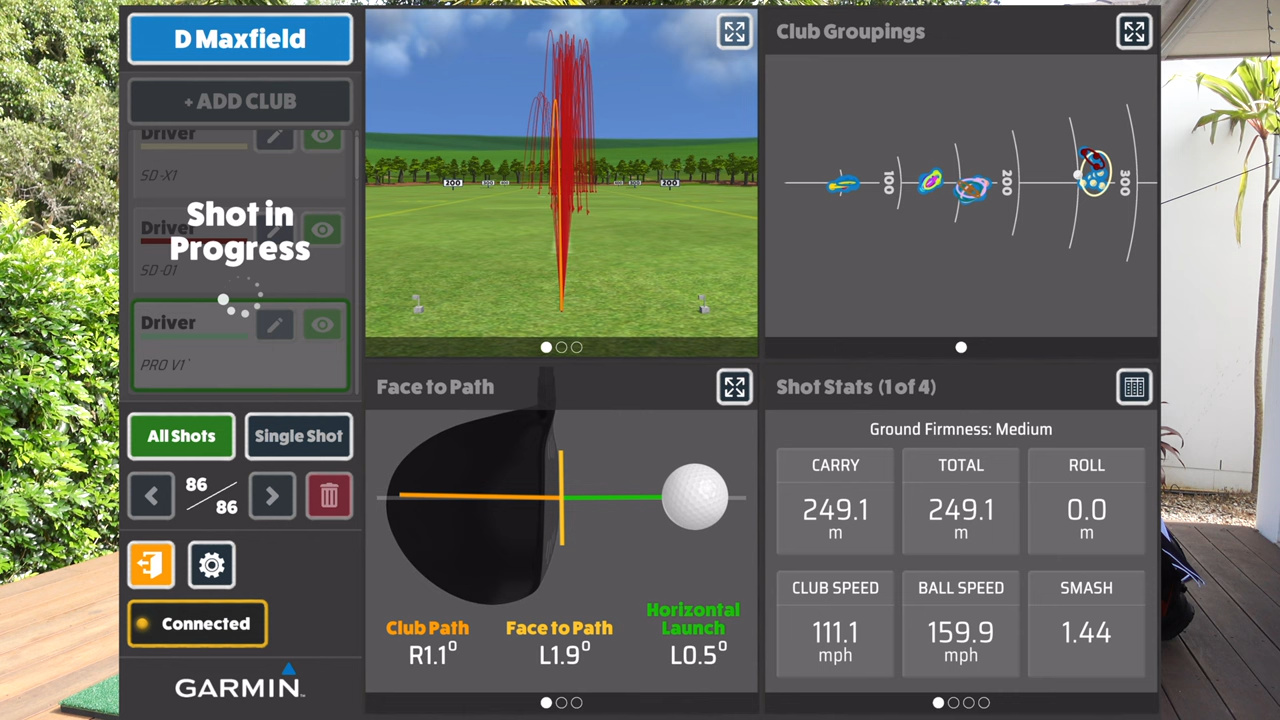 D Maxfield
+ ADD CLUB
Driver
SD-X1
Shot in
Progress
Driver
SD-01
Driver
PRO V1`
All Shots
Single Shot
86
86
Connected
GARMIN™
200
300
300
200
Club Groupings
100
200
300
Face to Path
Club Path
R1.1°
Face to Path
L1.9°
Horizontal
Launch
L0.5°
Shot Stats (1 of 4)
Ground Firmness: Medium
CARRY
TOTAL
ROLL
249.1
249.1
0.0
m
m
m
CLUB SPEED
BALL SPEED
SMASH
111.1
159.9
1.44
mph
mph